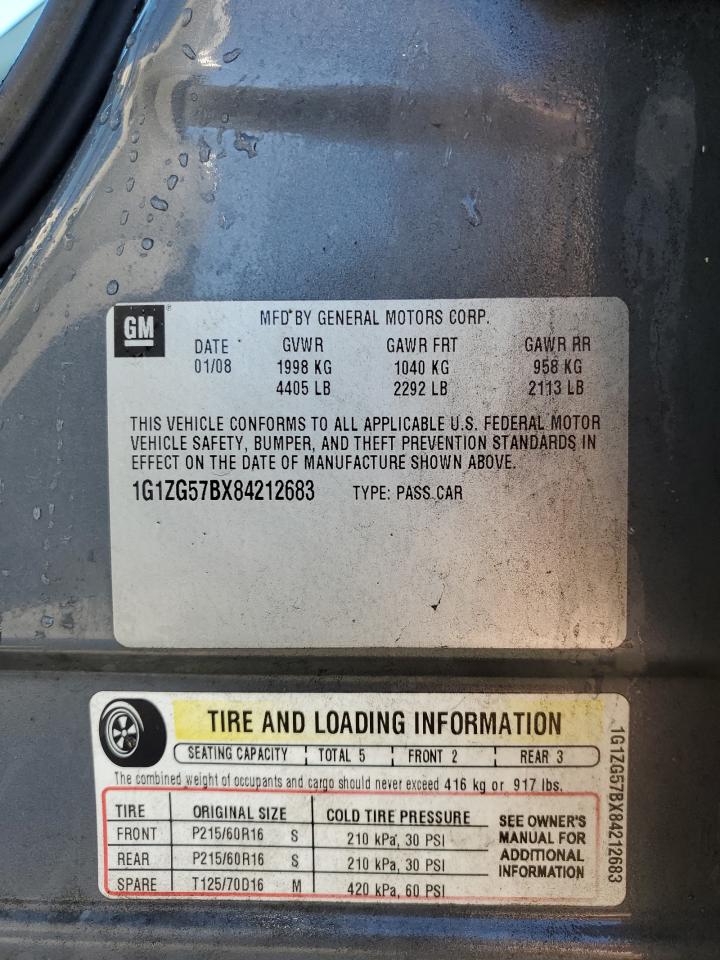 GM
MFD BY GENERAL MOTORS CORP.
DATE GVWR GAWR FRT GAWR RR
01/08 1998 KG 1040 KG 958 KG
4405 LB 2292 LB 2113 LB
THIS VEHICLE CONFORMS TO ALL APPLICABLE U.S. FEDERAL MOTOR
VEHICLE SAFETY, BUMPER, AND THEFT PREVENTION STANDARDS IN
EFFECT ON THE DATE OF MANUFACTURE SHOWN ABOVE.
1G1ZG57BX84212683 TYPE: PASS CAR
TIRE AND LOADING INFORMATION
SEATING CAPACITY TOTAL 5 FRONT 2 REAR 3
The combined weight of occupants and cargo should never exceed 416 kg or 917 lbs.
TIRE ORIGINAL SIZE COLD TIRE PRESSURE
FRONT P215/60R16 S 210 kPa, 30 PSI
REAR P215/60R16 S 210 kPa, 30 PSI
SPARE T125/70D16 M 420 kPa, 60 PSI
SEE OWNER'S
MANUAL FOR
ADDITIONAL
INFORMATION
1G1ZG57BX84212683